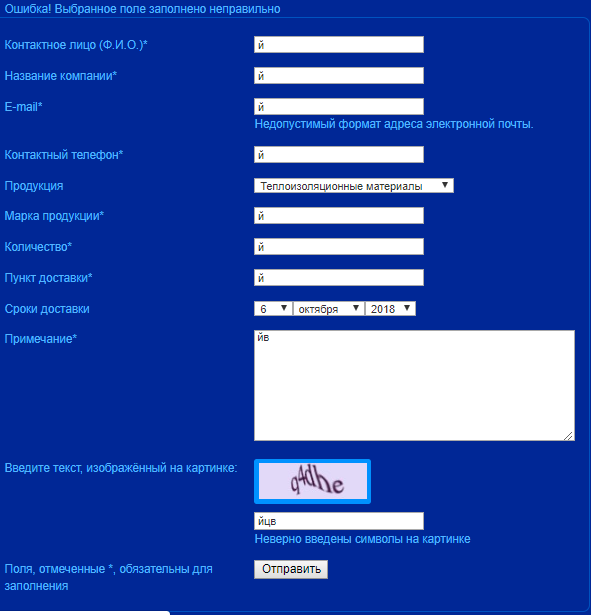 Ошибка! Выбранное поле заполнено неправильно
Контактное лицо (Ф.И.О.)* й
Название компании* й
E-mail* й
Недопустимый формат адреса электронной почты.
Контактный телефон* й
Продукция Теплоизоляционные материалы
Марка продукции* й
Количество* й
Пункт доставки* й
Сроки доставки 6 октября 2018
Примечание* йв
Введите текст, изображённый на картинке: q4dhe
йцв
Неверно введены символы на картинке
Поля, отмеченные *, обязательны для Отправить
заполнения